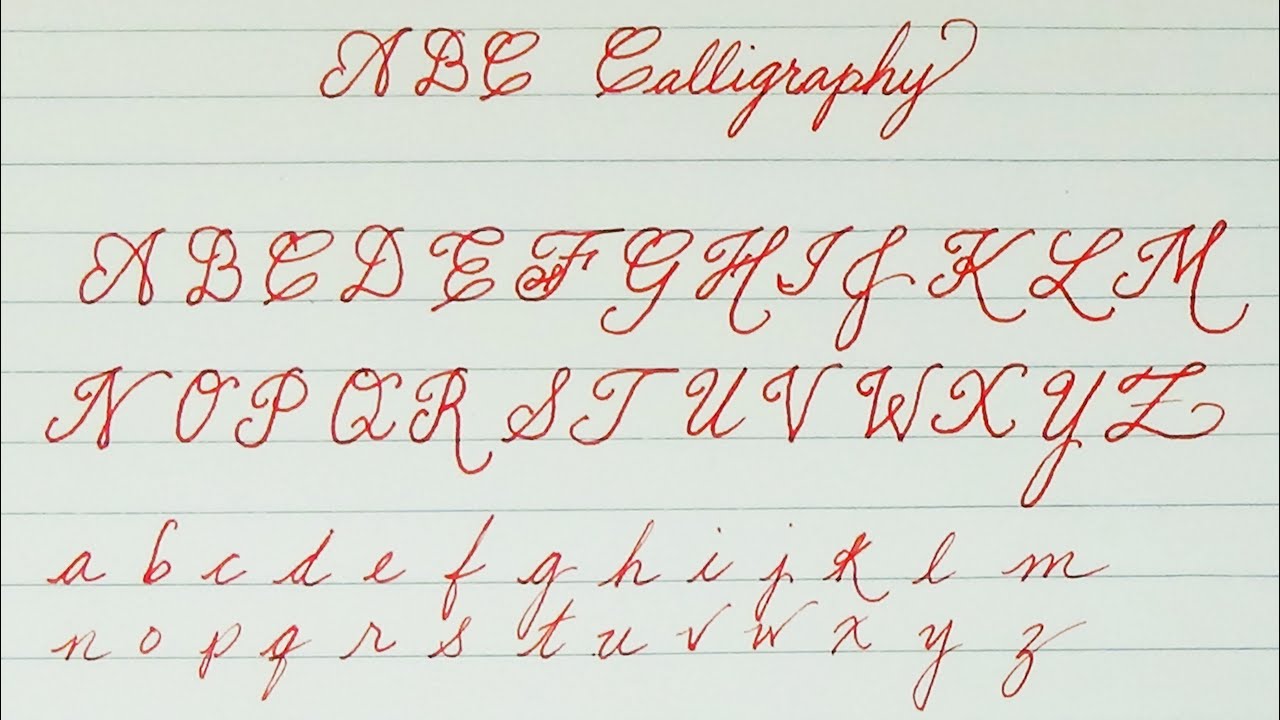 ABC Calligraphy
A B C D E F G H I J K L M
N O P Q R S T U V W X Y Z
a b c d e f g h i j k l m
n o p q r s t u v w x y z